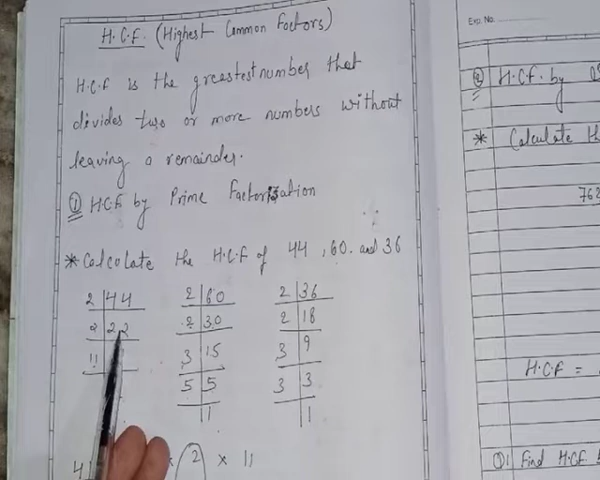 H.C.F. (Highest Common Factors)
H.C.F is the greastest number that
divides two or more numbers without
leaving a remainder.
① H.C.F by Prime Factorisation
* Calculate the H.C.F of 44, 60 and 36
2 | 44
2 | 22
11
2 | 60
2 | 30
3 | 15
5 | 5
1
2 | 36
2 | 18
3 | 9
3 | 3
1
2 × 11
Exp. No.
② H.C.F. by
* Calculate
762
H.C.F =
Q1 Find H.C.F